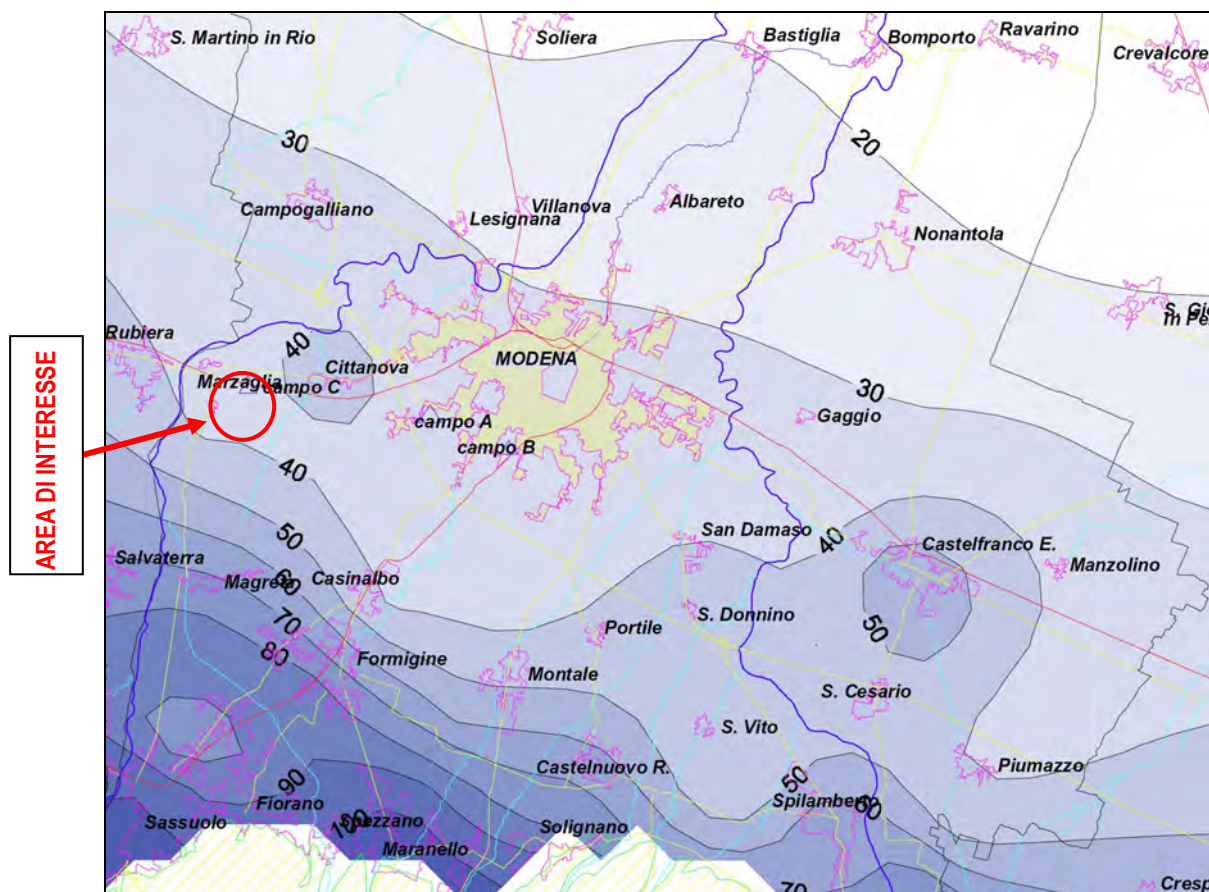 S. Martino in Rio
Soliera
Bastiglia
Bomporto
Ravarino
Crevalcore
30
20
Campogalliano
Lesignana
Villanova
Albareto
Nonantola
Rubiera
40
Cittanova
MODENA
30
Marzaglia
campo C
campo A
campo B
Gaggio
AREA DI INTERESSE
40
50
60
70
80
San Damaso
40
Castelfranco E.
Manzolino
Salvaterra
Magreta
Casinalbo
S. Donnino
Portile
50
Formigine
Montale
S. Cesario
S. Vito
Castelnuovo R.
50
60
Piumazzo
Spilamberto
90
100
Fiorano
Sassuolo
Spezzano
Maranello
Solignano
70
Cresp